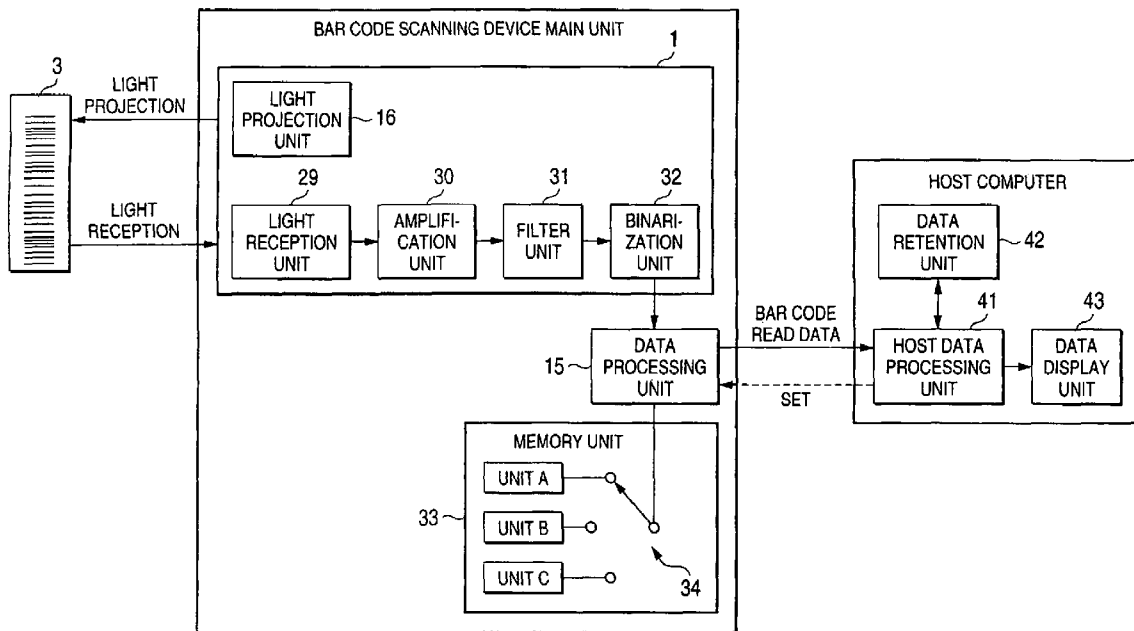 BAR CODE SCANNING DEVICE MAIN UNIT
1
3
LIGHT
PROJECTION
LIGHT
PROJECTION
UNIT
16
LIGHT
RECEPTION
29
LIGHT
RECEPTION
UNIT
30
AMPLIFI-
CATION
UNIT
31
FILTER
UNIT
32
BINARI-
ZATION
UNIT
15
DATA
PROCESSING
UNIT
BAR CODE
READ DATA
SET
HOST COMPUTER
DATA
RETENTION
UNIT
42
41
HOST DATA
PROCESSING
UNIT
43
DATA
DISPLAY
UNIT
MEMORY UNIT
33
UNIT A
UNIT B
UNIT C
34